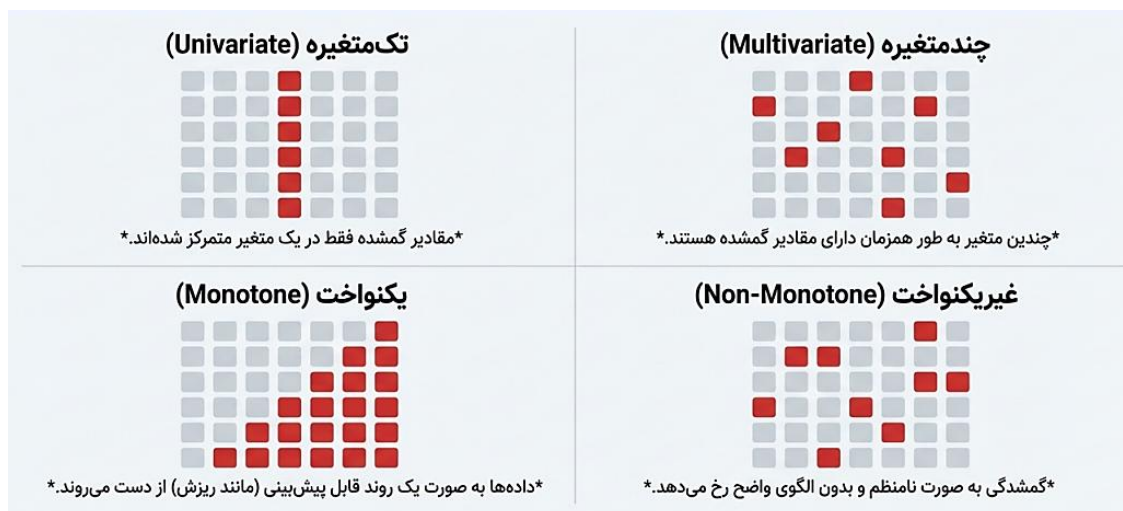 چندمتغیره (Multivariate)
*چندین متغیر به طور همزمان دارای مقادیر گمشده هستند.*
تک‌متغیره (Univariate)
*مقادیر گمشده فقط در یک متغیر متمرکز شده‌اند.*
غیریکنواخت (Non-Monotone)
*گمشدگی به صورت نامنظم و بدون الگوی واضح رخ می‌دهد.*
یکنواخت (Monotone)
*داده‌ها به صورت یک روند قابل پیش‌بینی (مانند ریزش) از دست می‌روند.*